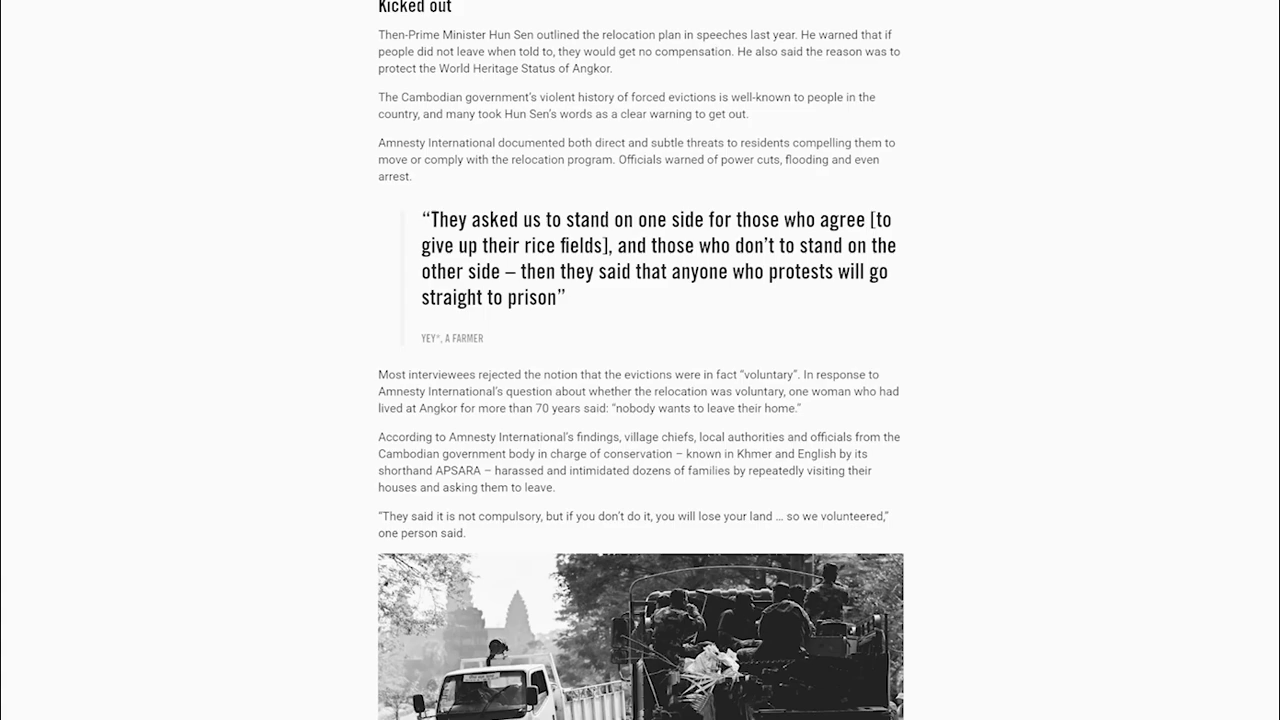 Kicked out
Then-Prime Minister Hun Sen outlined the relocation plan in speeches last year. He warned that if
people did not leave when told to, they would get no compensation. He also said the reason was to
protect the World Heritage Status of Angkor.
The Cambodian government’s violent history of forced evictions is well-known to people in the
country, and many took Hun Sen’s words as a clear warning to get out.
Amnesty International documented both direct and subtle threats to residents compelling them to
move or comply with the relocation program. Officials warned of power cuts, flooding and even
arrest.
“They asked us to stand on one side for those who agree [to
give up their rice fields], and those who don’t to stand on the
other side – then they said that anyone who protests will go
straight to prison”
YEY*, A FARMER
Most interviewees rejected the notion that the evictions were in fact “voluntary”. In response to
Amnesty International’s question about whether the relocation was voluntary, one woman who had
lived at Angkor for more than 70 years said: “nobody wants to leave their home.”
According to Amnesty International’s findings, village chiefs, local authorities and officials from the
Cambodian government body in charge of conservation – known in Khmer and English by its
shorthand APSARA – harassed and intimidated dozens of families by repeatedly visiting their
houses and asking them to leave.
“They said it is not compulsory, but if you don’t do it, you will lose your land … so we volunteered,”
one person said.